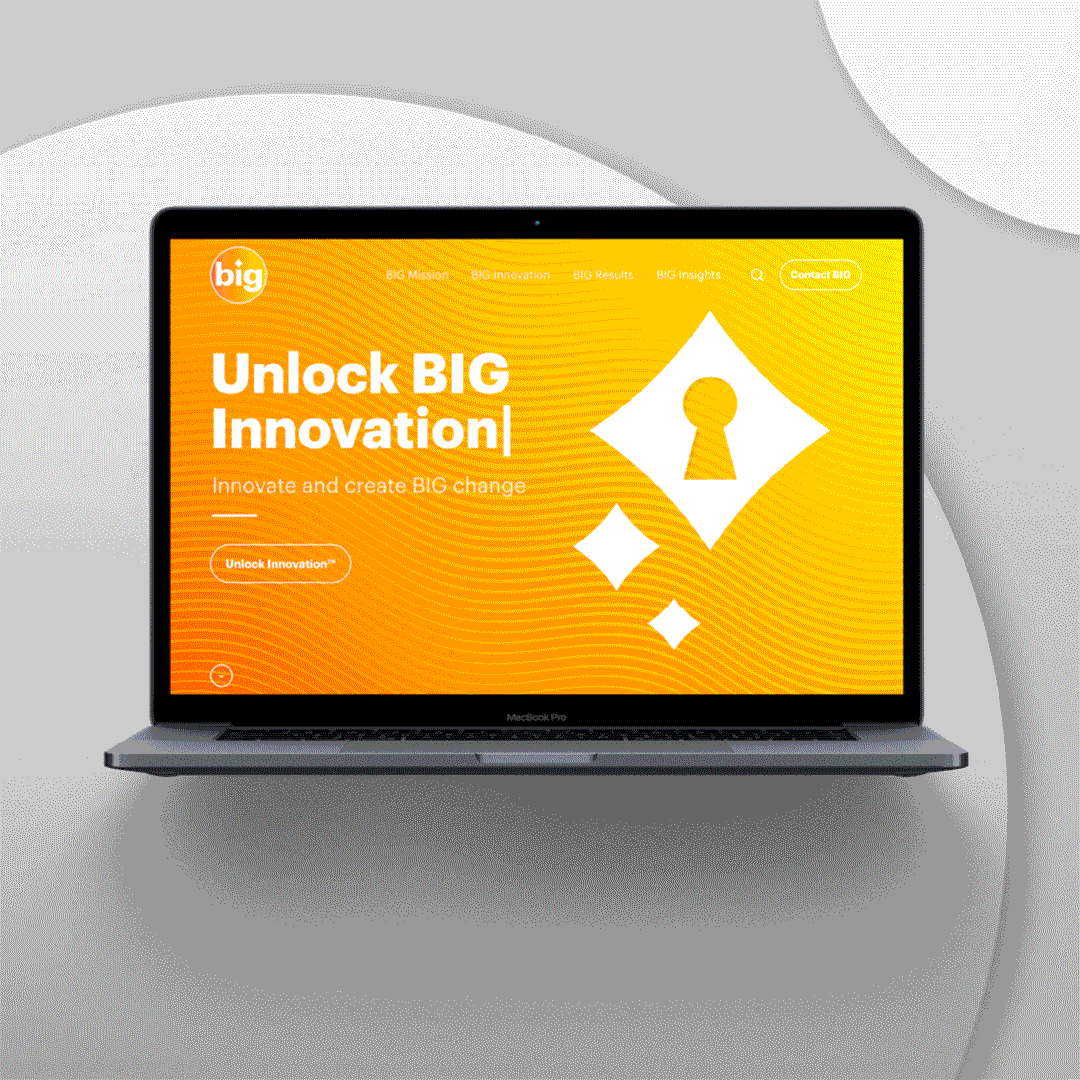 big
BIG Mission BIG Innovation BIG Results BIG Insights Contact BIG
Unlock BIG
Innovation|
Innovate and create BIG change
Unlock Innovation™
MacBook Pro